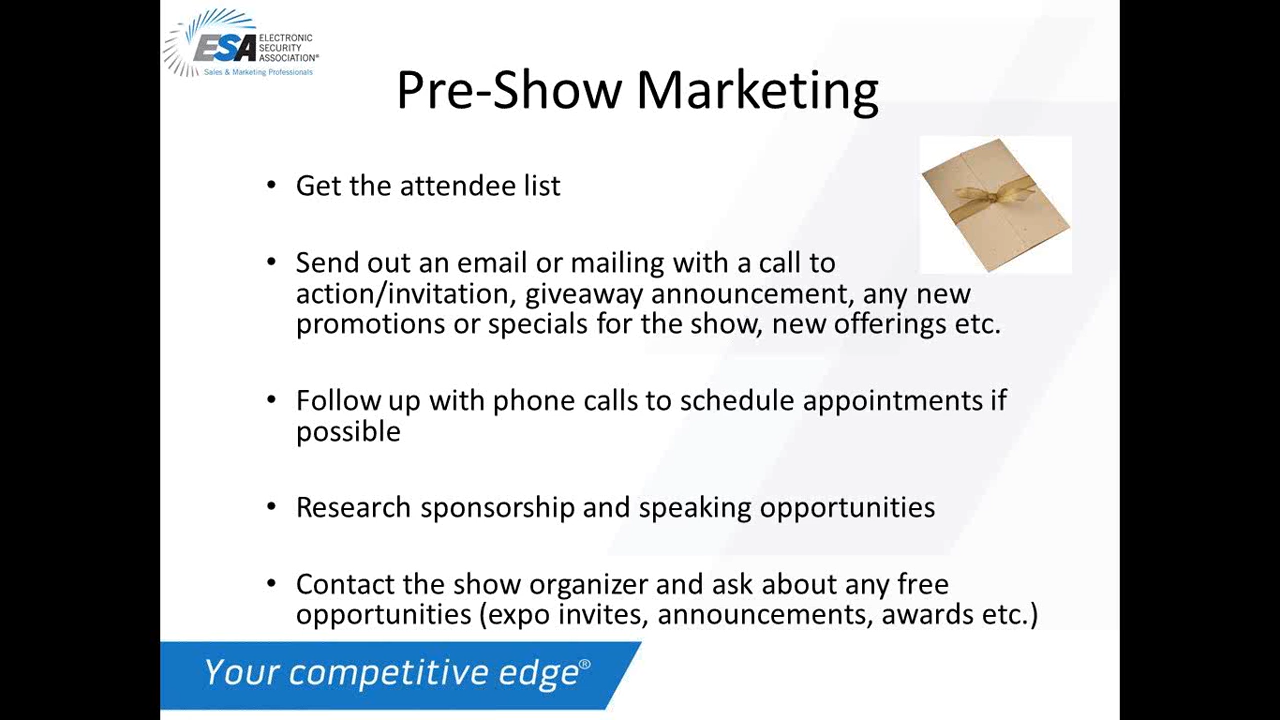 ESA ELECTRONIC
SECURITY
ASSOCIATION®
Sales & Marketing Professionals
Pre-Show Marketing
• Get the attendee list
• Send out an email or mailing with a call to
action/invitation, giveaway announcement, any new
promotions or specials for the show, new offerings etc.
• Follow up with phone calls to schedule appointments if
possible
• Research sponsorship and speaking opportunities
• Contact the show organizer and ask about any free
opportunities (expo invites, announcements, awards etc.)
Your competitive edge®